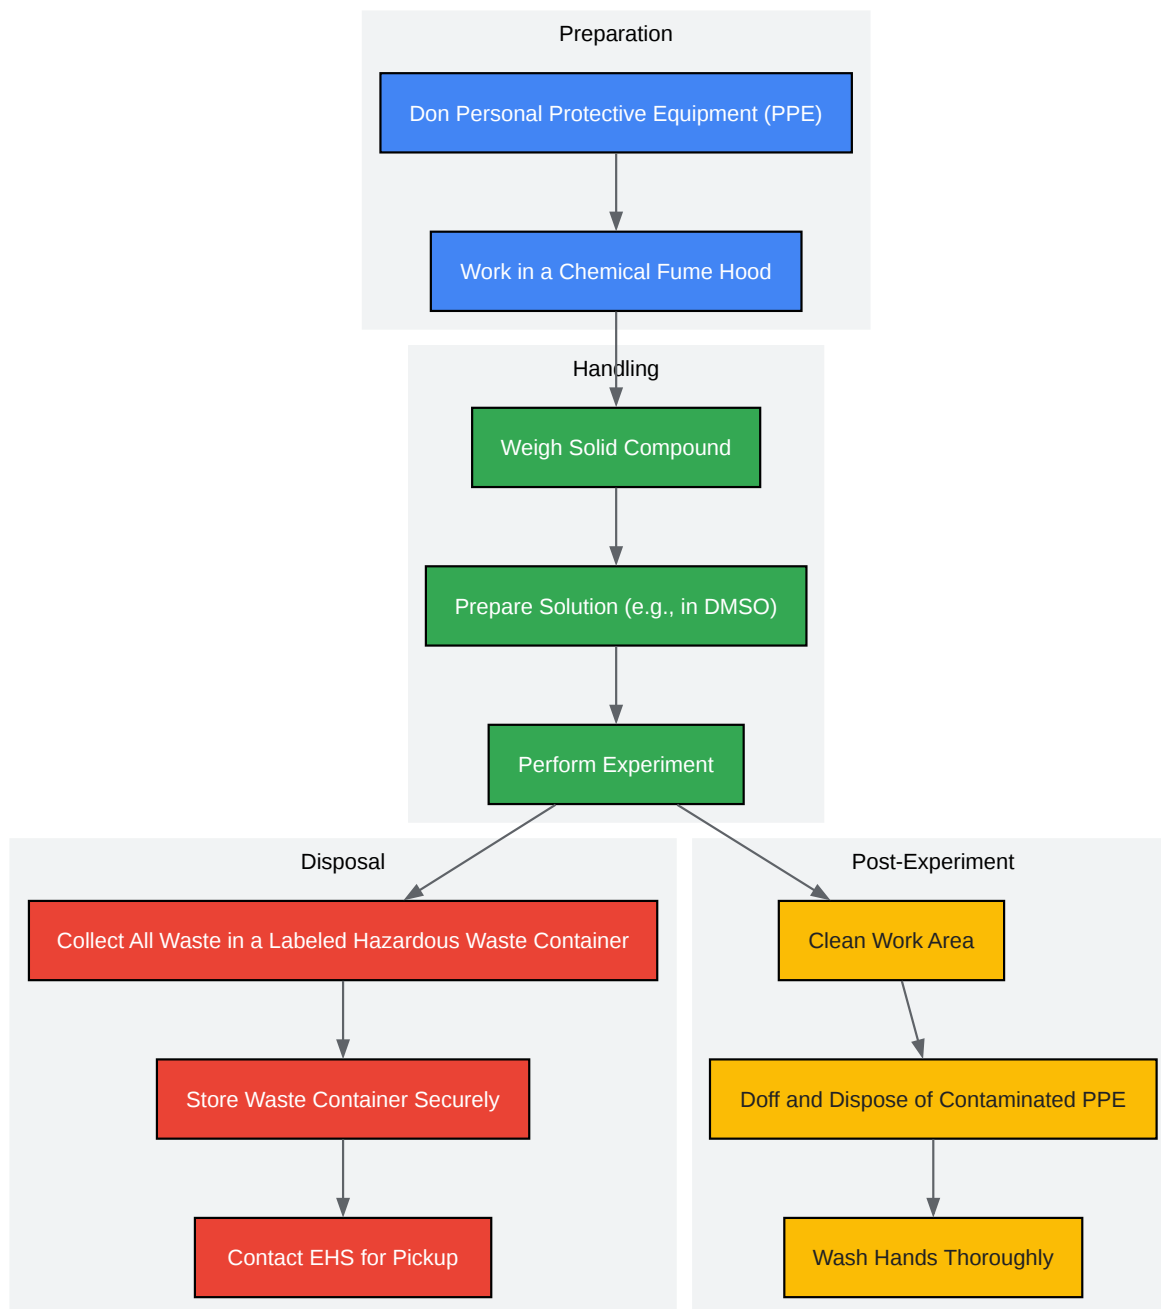 Preparation
Don Personal Protective Equipment (PPE)
Work in a Chemical Fume Hood
Handling
Weigh Solid Compound
Prepare Solution (e.g., in DMSO)
Perform Experiment
Disposal
Collect All Waste in a Labeled Hazardous Waste Container
Store Waste Container Securely
Contact EHS for Pickup
Post-Experiment
Clean Work Area
Doff and Dispose of Contaminated PPE
Wash Hands Thoroughly